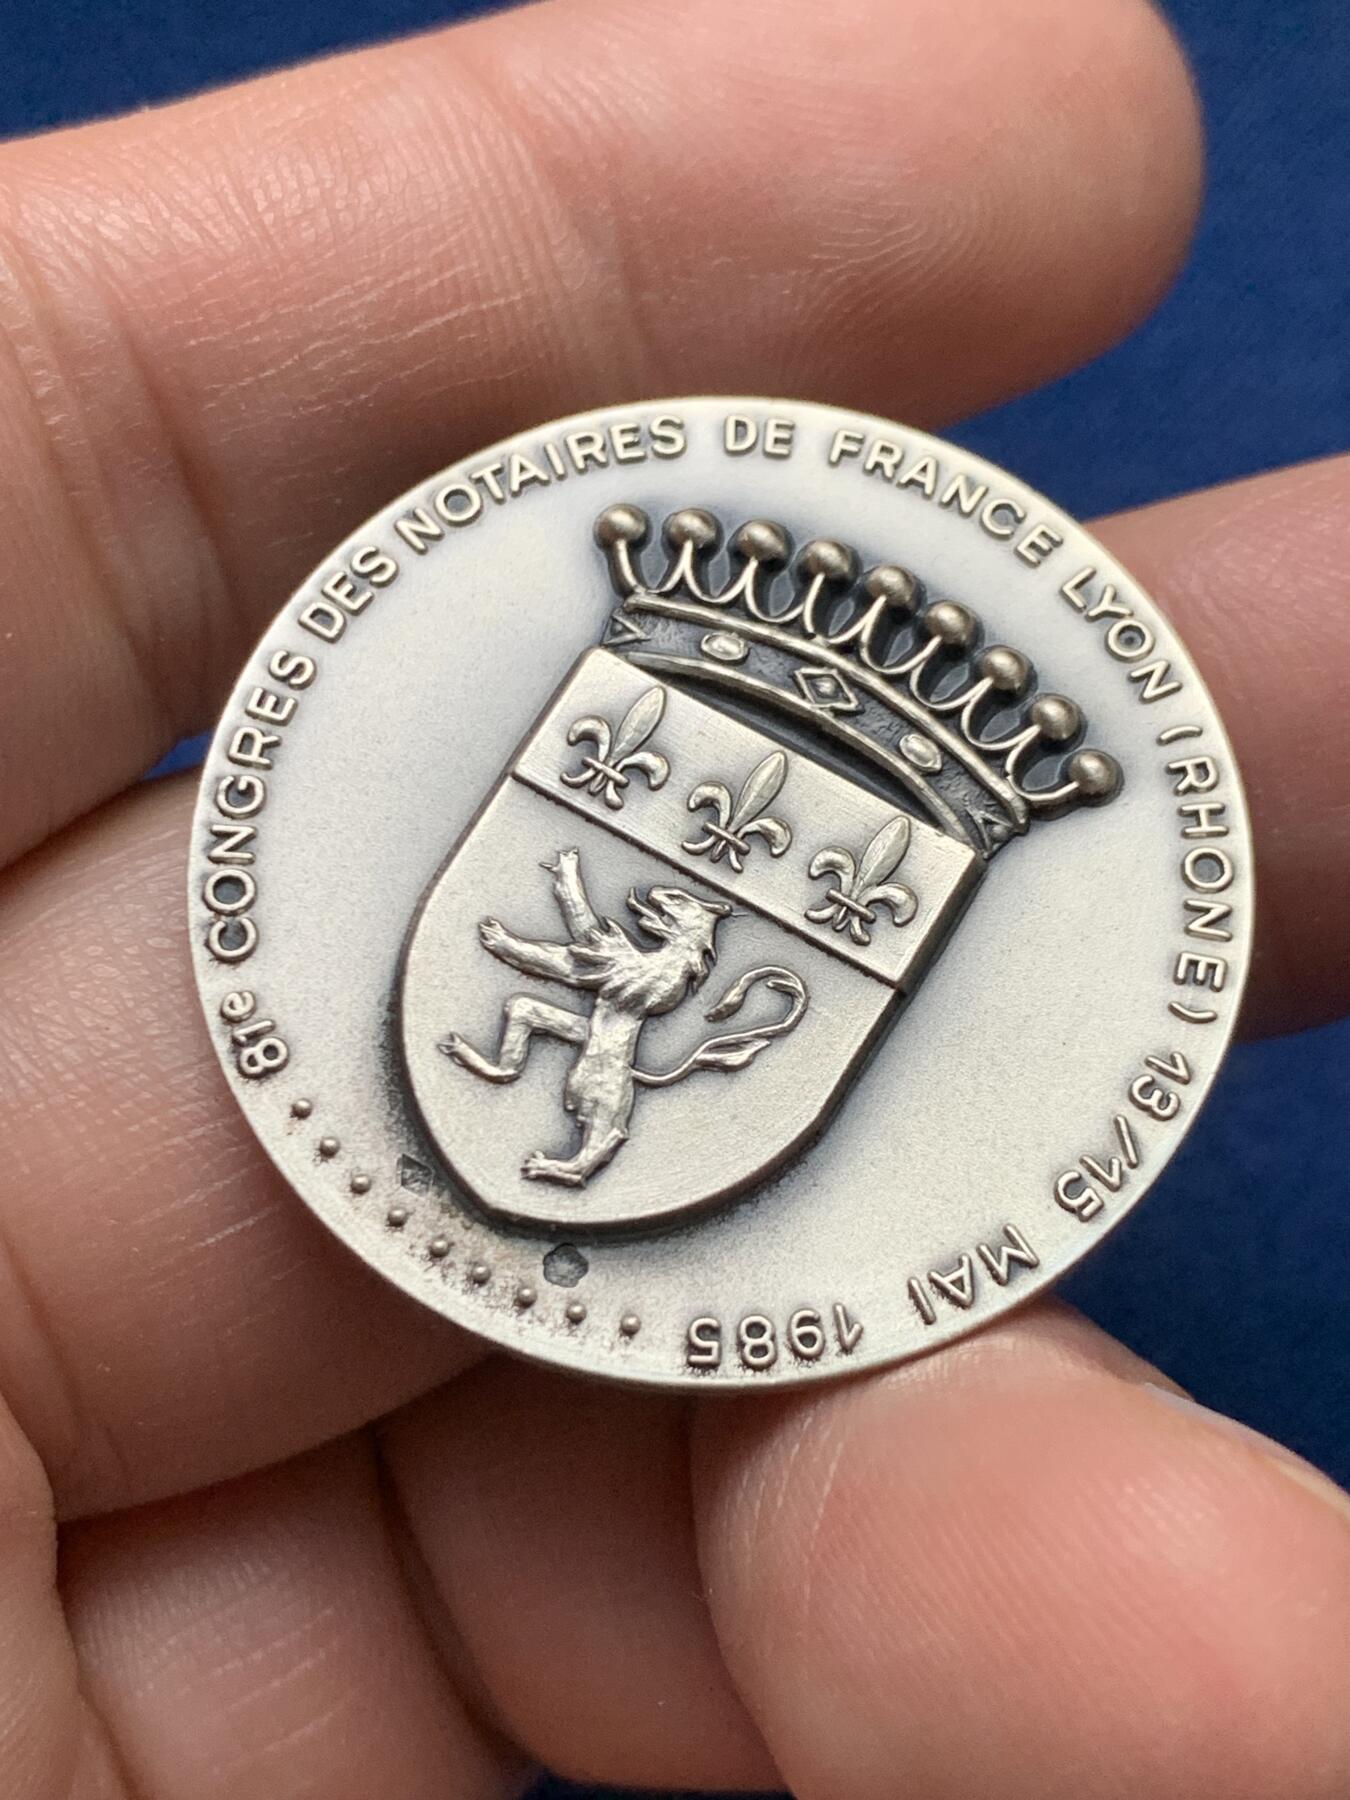 81e CONGRES DES NOTAIRES DE FRANCE LYON (RHONE) 13/15 MAI 1985